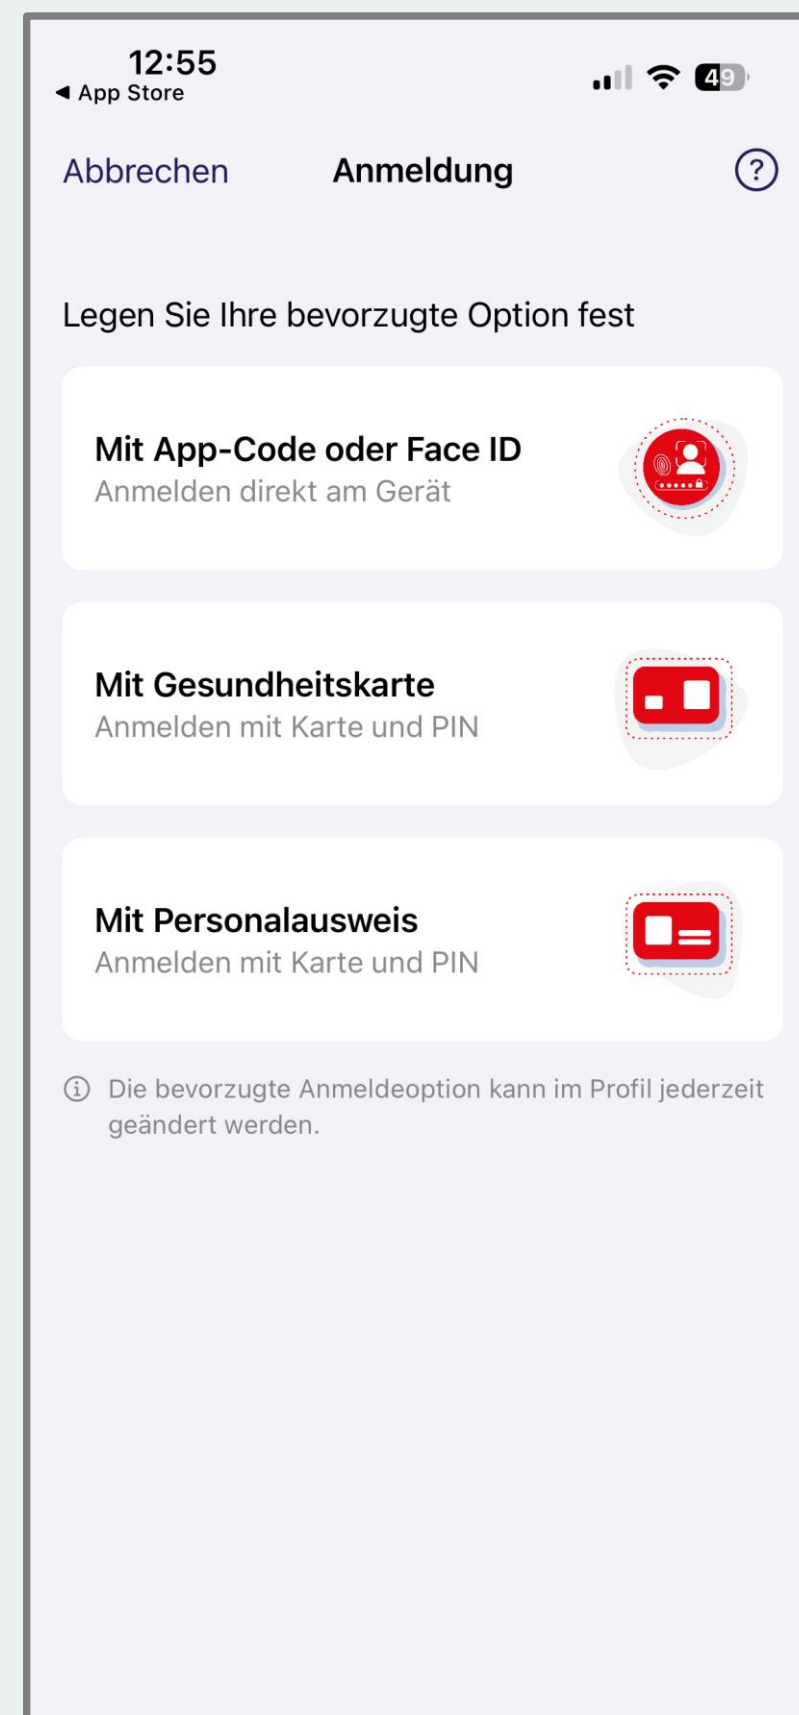 12:55
◀ App Store
49
Abbrechen Anmeldung ?
Legen Sie Ihre bevorzugte Option fest
Mit App-Code oder Face ID
Anmelden direkt am Gerät
Mit Gesundheitskarte
Anmelden mit Karte und PIN
Mit Personalausweis
Anmelden mit Karte und PIN
Die bevorzugte Anmeldeoption kann im Profil jederzeit
geändert werden.